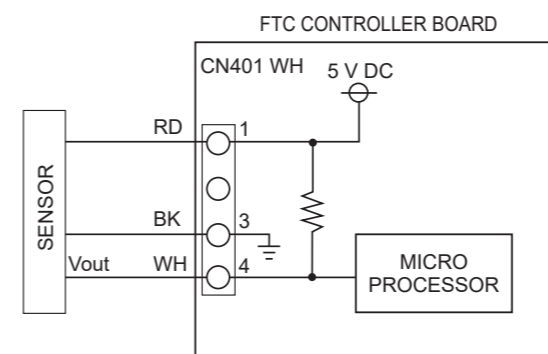 FTC CONTROLLER BOARD
CN401 WH
5 V DC
RD
1
SENSOR
BK
3
Vout
WH
4
MICRO
PROCESSOR